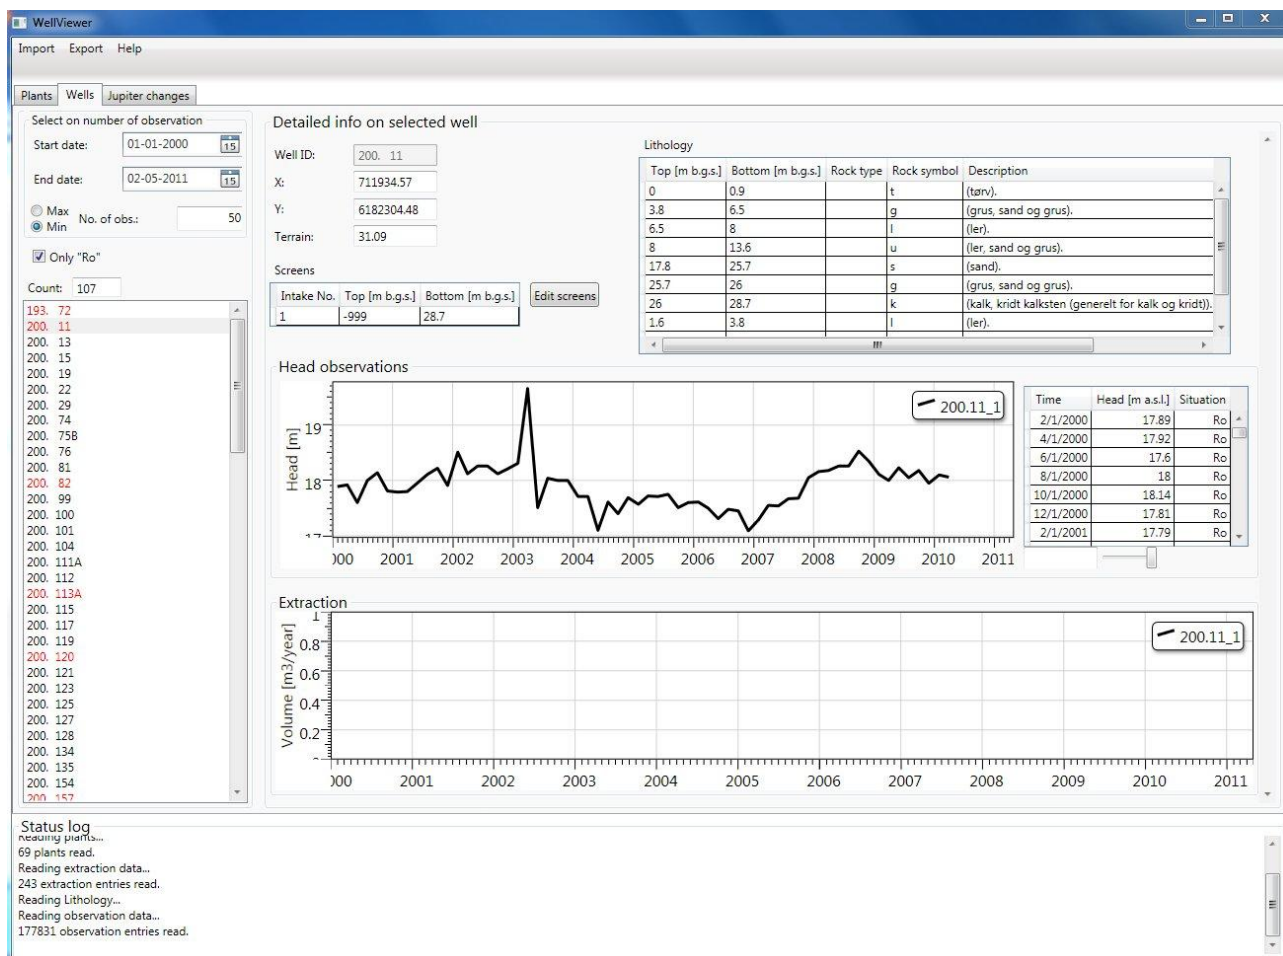 WellViewer
Import Export Help
Plants Wells Jupiter changes
Select on number of observation
Start date: 01-01-2000 15
End date: 02-05-2011 15
Max
Min No. of obs.: 50
Only "Ro"
Count: 107
193. 72
200. 11
200. 13
200. 15
200. 19
200. 22
200. 29
200. 74
200. 75B
200. 76
200. 81
200. 82
200. 99
200. 100
200. 101
200. 104
200. 111A
200. 112
200. 113A
200. 115
200. 117
200. 119
200. 120
200. 121
200. 123
200. 125
200. 127
200. 128
200. 134
200. 135
200. 154
200. 157
Detailed info on selected well
Well ID: 200. 11
X: 711934.57
Y: 6182304.48
Terrain: 31.09
Screens
Intake No. Top [m b.g.s.] Bottom [m b.g.s.]
1 -999 28.7
Edit screens
Lithology
Top [m b.g.s.] Bottom [m b.g.s.] Rock type Rock symbol Description
0 0.9 t (tørv).
3.8 6.5 g (grus, sand og grus).
6.5 8 l (ler).
8 13.6 u (ler, sand og grus).
17.8 25.7 s (sand).
25.7 26 g (grus, sand og grus).
26 28.7 k (kalk, kridt kalksten (generelt for kalk og kridt)).
1.6 3.8 l (ler).
Head observations
Head [m]
19
18
17
200.11_1
2001 2002 2003 2004 2005 2006 2007 2008 2009 2010 2011
Time Head [m a.s.l.] Situation
2/1/2000 17.89 Ro
4/1/2000 17.92 Ro
6/1/2000 17.6 Ro
8/1/2000 18 Ro
10/1/2000 18.14 Ro
12/1/2000 17.81 Ro
2/1/2001 17.79 Ro
Extraction
Volume [m3/year]
1
0.8
0.6
0.4
0.2
200.11_1
2001 2002 2003 2004 2005 2006 2007 2008 2009 2010 2011
Status log
Reading plants...
69 plants read.
Reading extraction data...
243 extraction entries read.
Reading Lithology...
Reading observation data...
177831 observation entries read.